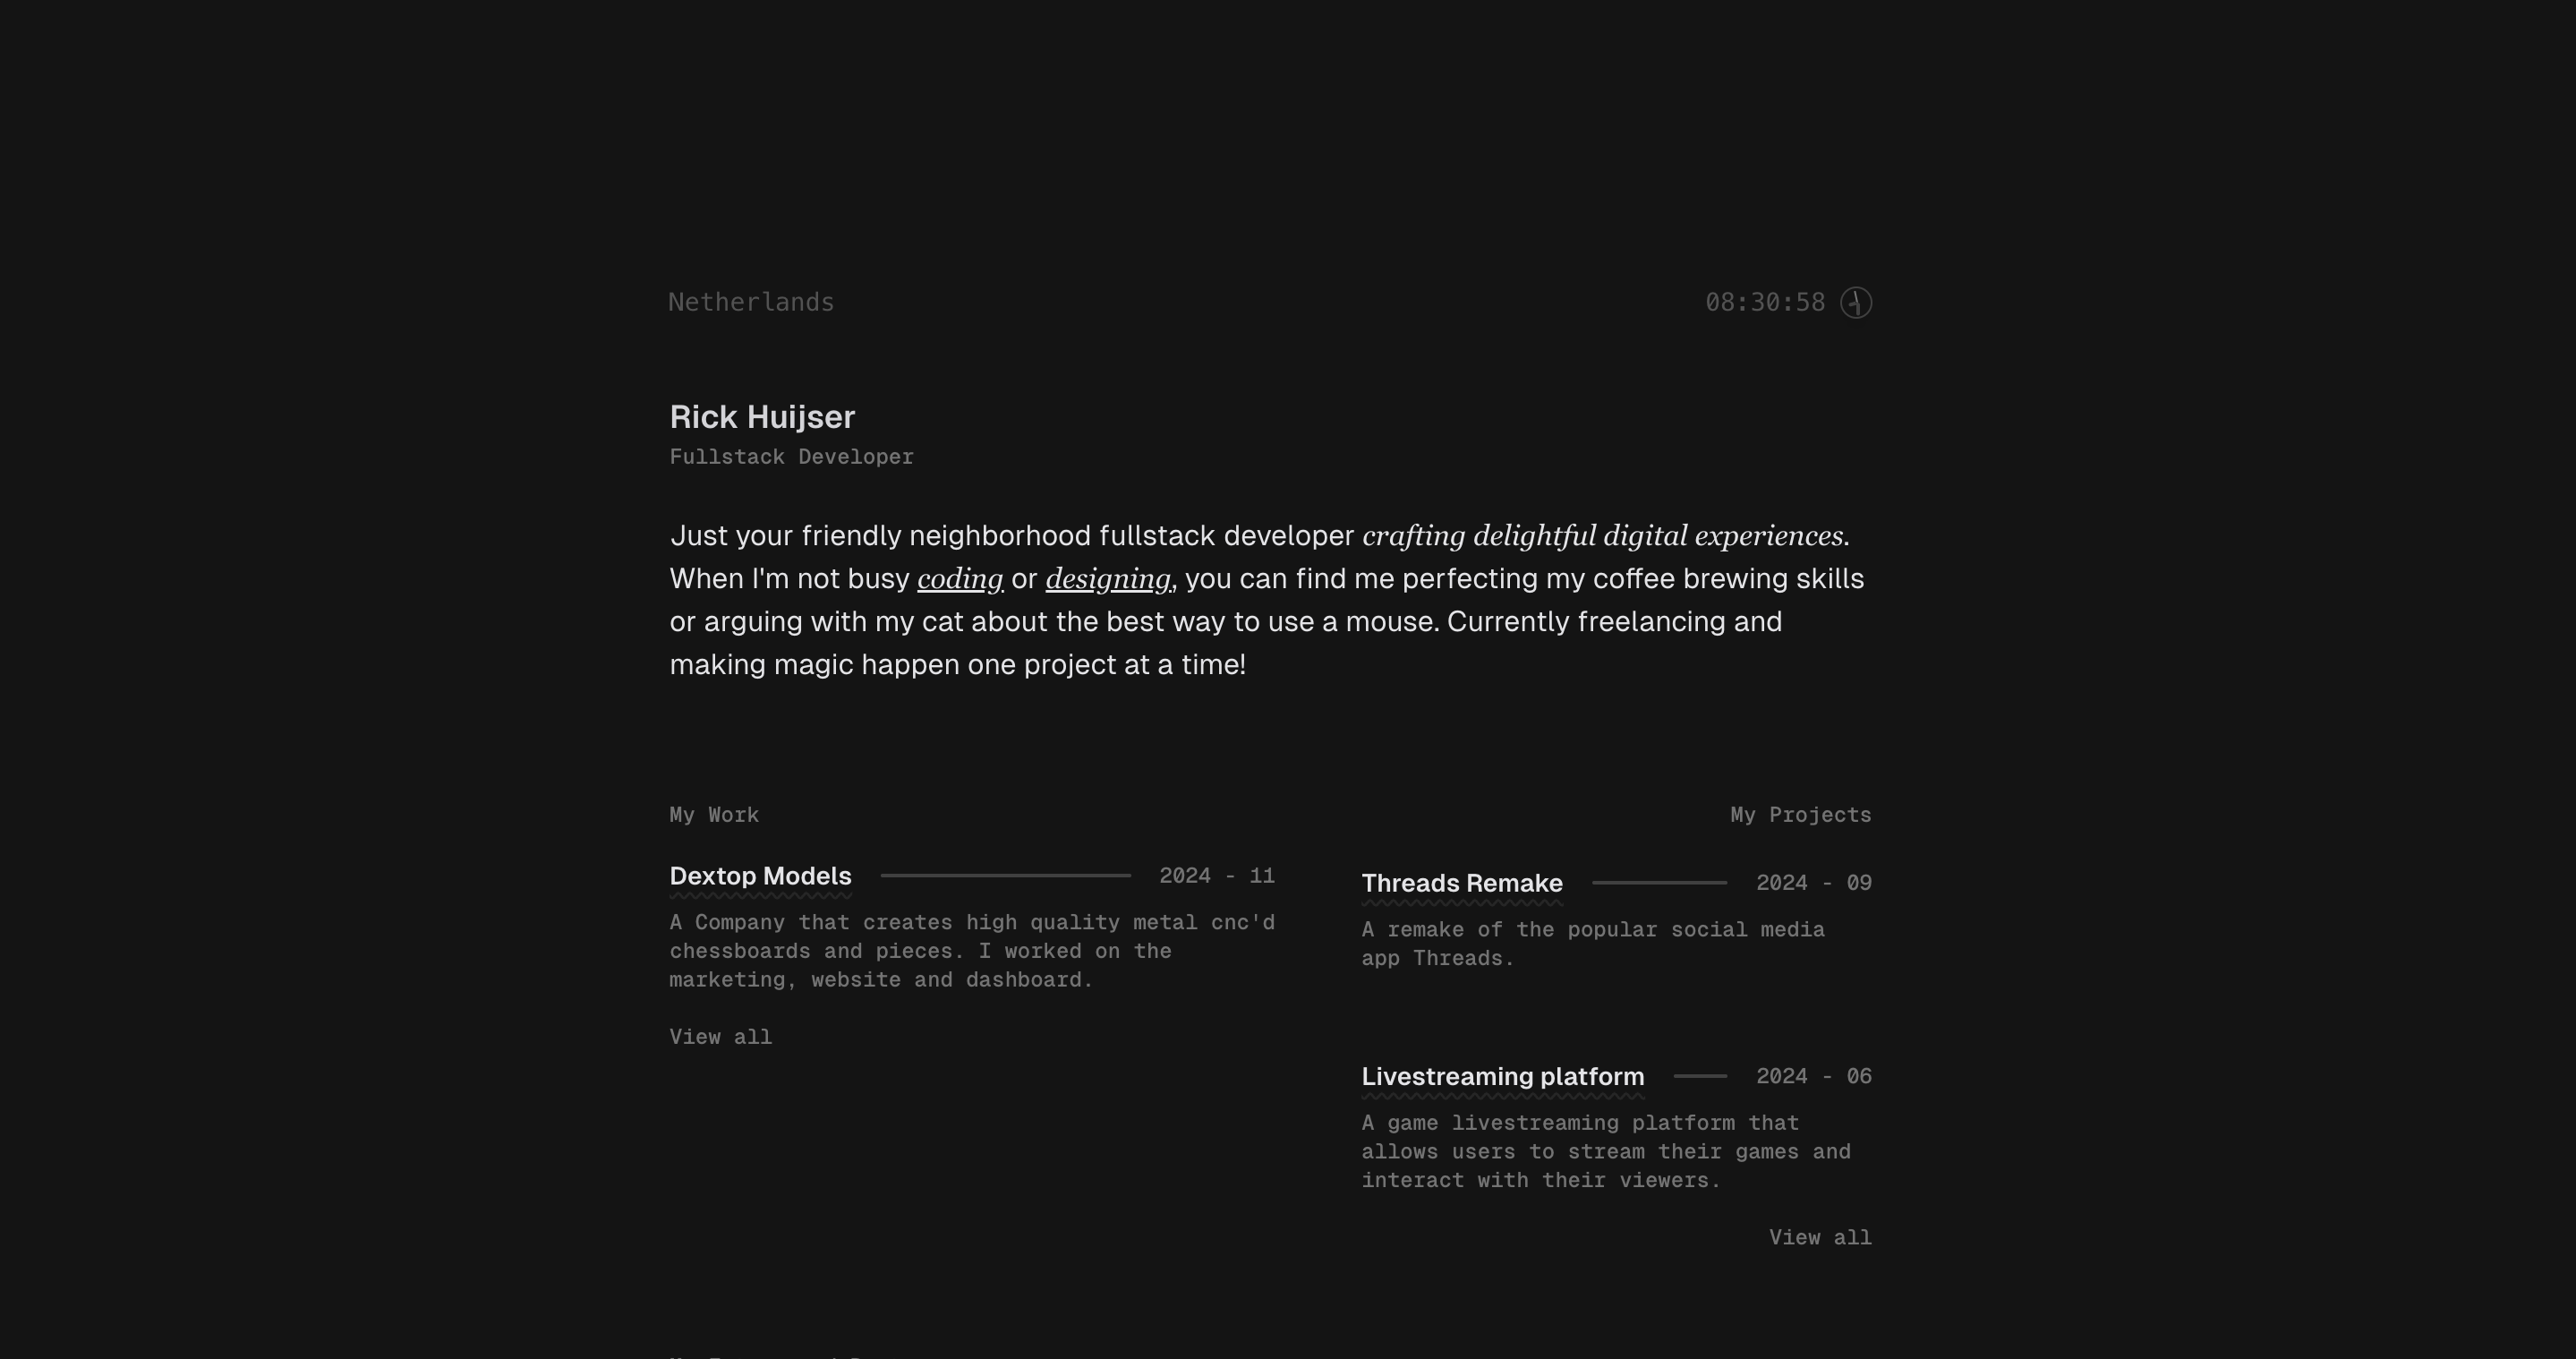 Netherlands
08:30:58
Rick Huijser
Fullstack Developer
Just your friendly neighborhood fullstack developer crafting delightful digital experiences.
When I'm not busy coding or designing, you can find me perfecting my coffee brewing skills
or arguing with my cat about the best way to use a mouse. Currently freelancing and
making magic happen one project at a time!
My Work
Dextop Models 2024 - 11
A Company that creates high quality metal cnc'd
chessboards and pieces. I worked on the
marketing, website and dashboard.
View all
My Projects
Threads Remake 2024 - 09
A remake of the popular social media
app Threads.
Livestreaming platform 2024 - 06
A game livestreaming platform that
allows users to stream their games and
interact with their viewers.
View all